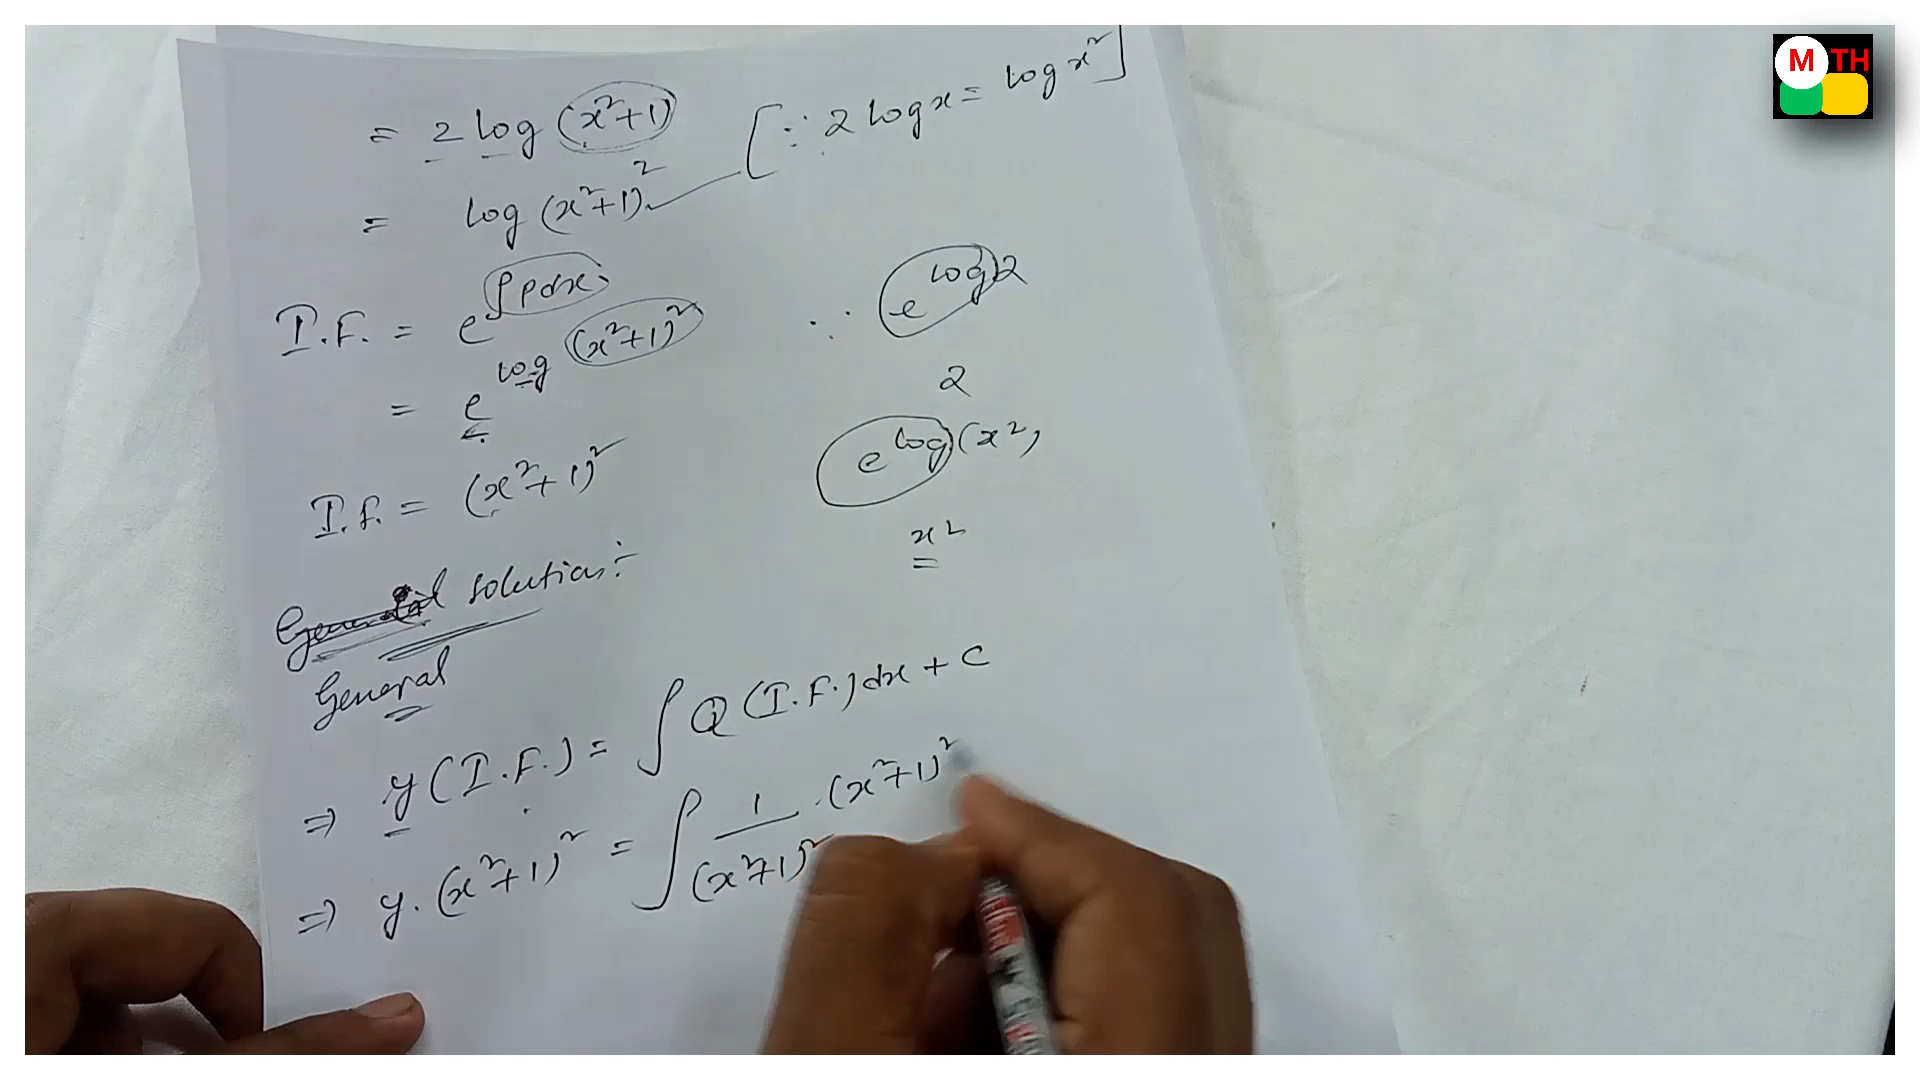 = 2 log (x²+1) [∵ 2 log x = log x²]
= log (x²+1)²
I.F. = e^∫pdx
= e^log (x²+1)²
∵ e^log 2
2
I.F. = (x²+1)²
e^log (x²)
x²
=
solution :-
General
⇒ y (I.F.) = ∫ Q (I.F.) dx + c
⇒ y. (x²+1)² = ∫ 1/(x²+1)² . (x²+1)²
M TH